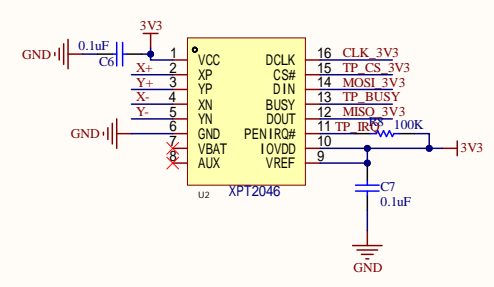 3V3
0.1uF
GND
C6
1 VCC DCLK 16 CLK_3V3
X+ 2 XP CS# 15 TP_CS_3V3
Y+ 3 YP DIN 14 MOSI_3V3
X- 4 XN BUSY 13 TP_BUSY
Y- 5 YN DOUT 12 MISO_3V3
GND 6 GND PENIRQ# 11 TP_IRQ R8 100K
7 VBAT IOVDD 10 3V3
8 AUX VREF 9
U2 XPT2046
C7
0.1uF
GND